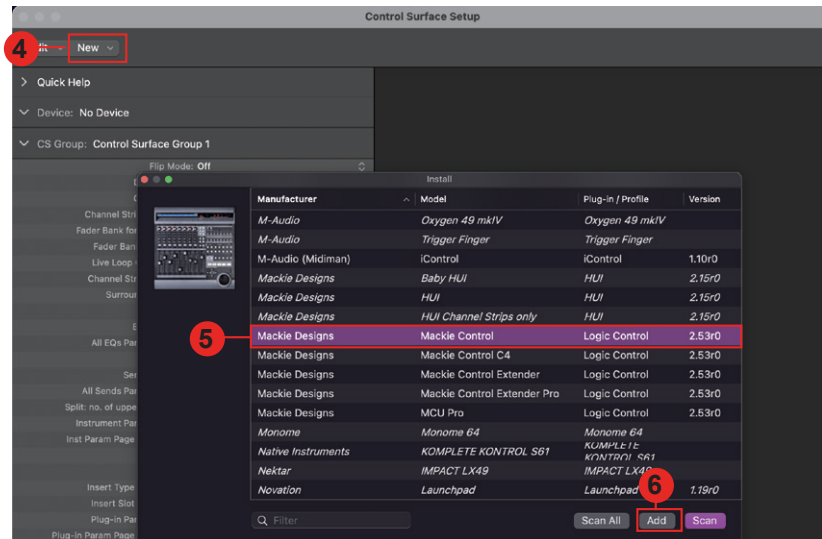 Control Surface Setup
4
New
Quick Help
Device: No Device
CS Group: Control Surface Group 1
Flip Mode: Off
Install
Manufacturer Model Plug-in / Profile Version
M-Audio Oxygen 49 mkIV Oxygen 49 mkIV
M-Audio Trigger Finger Trigger Finger
M-Audio (Midiman) iControl iControl 1.10r0
Mackie Designs Baby HUI HUI 2.15r0
Mackie Designs HUI HUI 2.15r0
Mackie Designs HUI Channel Strips only HUI 2.15r0
5
Mackie Designs Mackie Control Logic Control 2.53r0
Mackie Designs Mackie Control C4 Logic Control 2.53r0
Mackie Designs Mackie Control Extender Logic Control 2.53r0
Mackie Designs Mackie Control Extender Pro Logic Control 2.53r0
Mackie Designs MCU Pro Logic Control 2.53r0
Monome Monome 64 Monome 64
Native Instruments KOMPLETE KONTROL S61 KOMPLETE
KONTROL S61
Nektar IMPACT LX49 IMPACT LX49
Novation Launchpad Launchpad 1.19r0
6
Filter Scan All Add Scan
Channel Stri
Fader Bank for
Fader Ban
Live Loop
Channel Str
Surrour
All EQs Par
Ser
All Sends Par
Split: no. of uppe
Instrument Par
Inst Param Page
Insert Type
Insert Slot
Plug-in Par
Plug-in Param Page